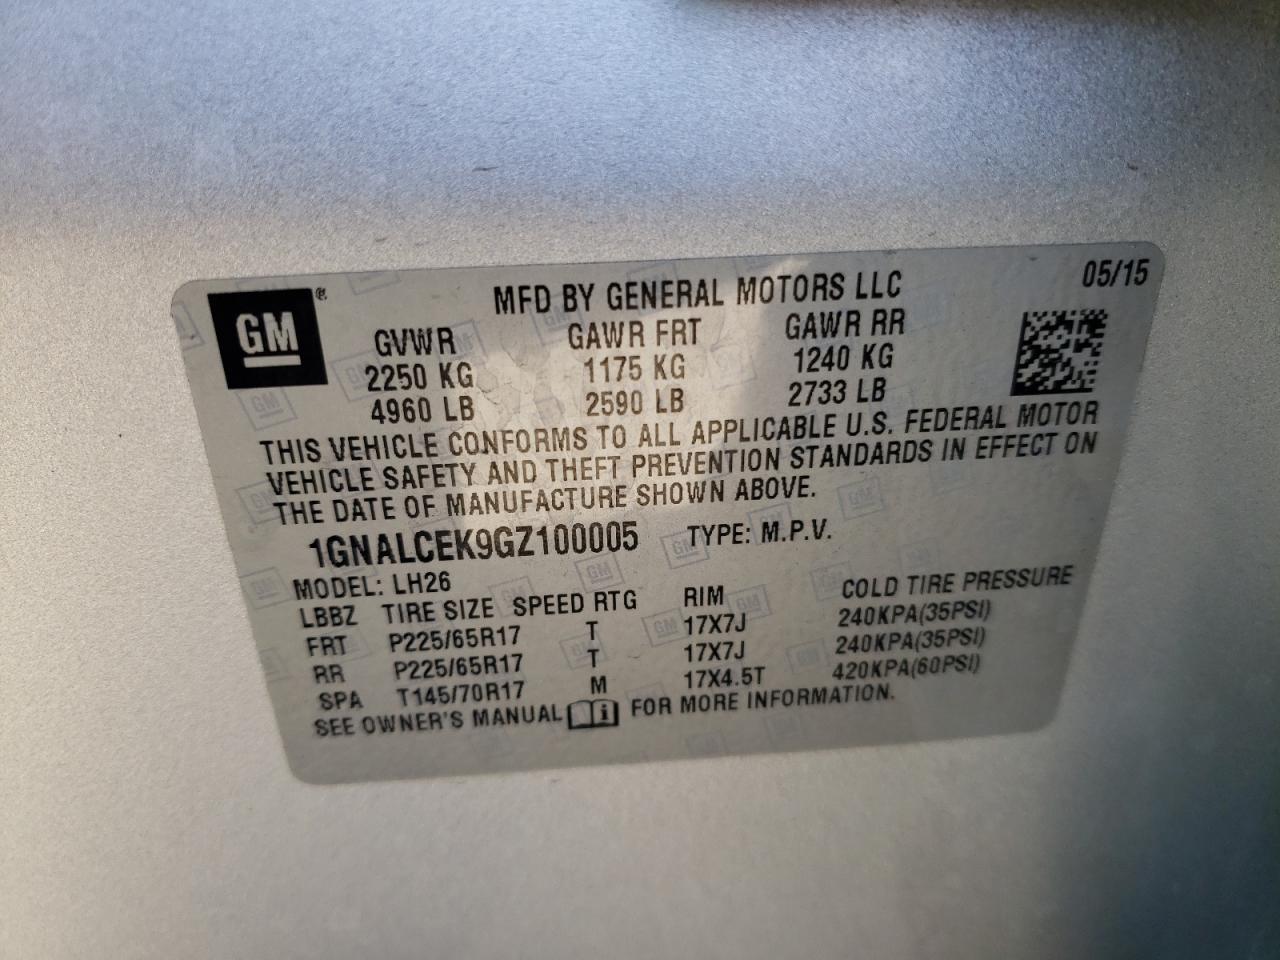 GM ® MFD BY GENERAL MOTORS LLC 05/15
GVWR GAWR FRT GAWR RR
2250 KG 1175 KG 1240 KG
4960 LB 2590 LB 2733 LB
THIS VEHICLE CONFORMS TO ALL APPLICABLE U.S. FEDERAL MOTOR
VEHICLE SAFETY AND THEFT PREVENTION STANDARDS IN EFFECT ON
THE DATE OF MANUFACTURE SHOWN ABOVE.
1GNALCEK9GZ100005 TYPE: M.P.V.
MODEL: LH26
LBBZ TIRE SIZE SPEED RTG RIM COLD TIRE PRESSURE
FRT P225/65R17 T 17X7J 240KPA(35PSI)
RR P225/65R17 T 17X7J 240KPA(35PSI)
SPA T145/70R17 M 17X4.5T 420KPA(60PSI)
SEE OWNER'S MANUAL i FOR MORE INFORMATION.